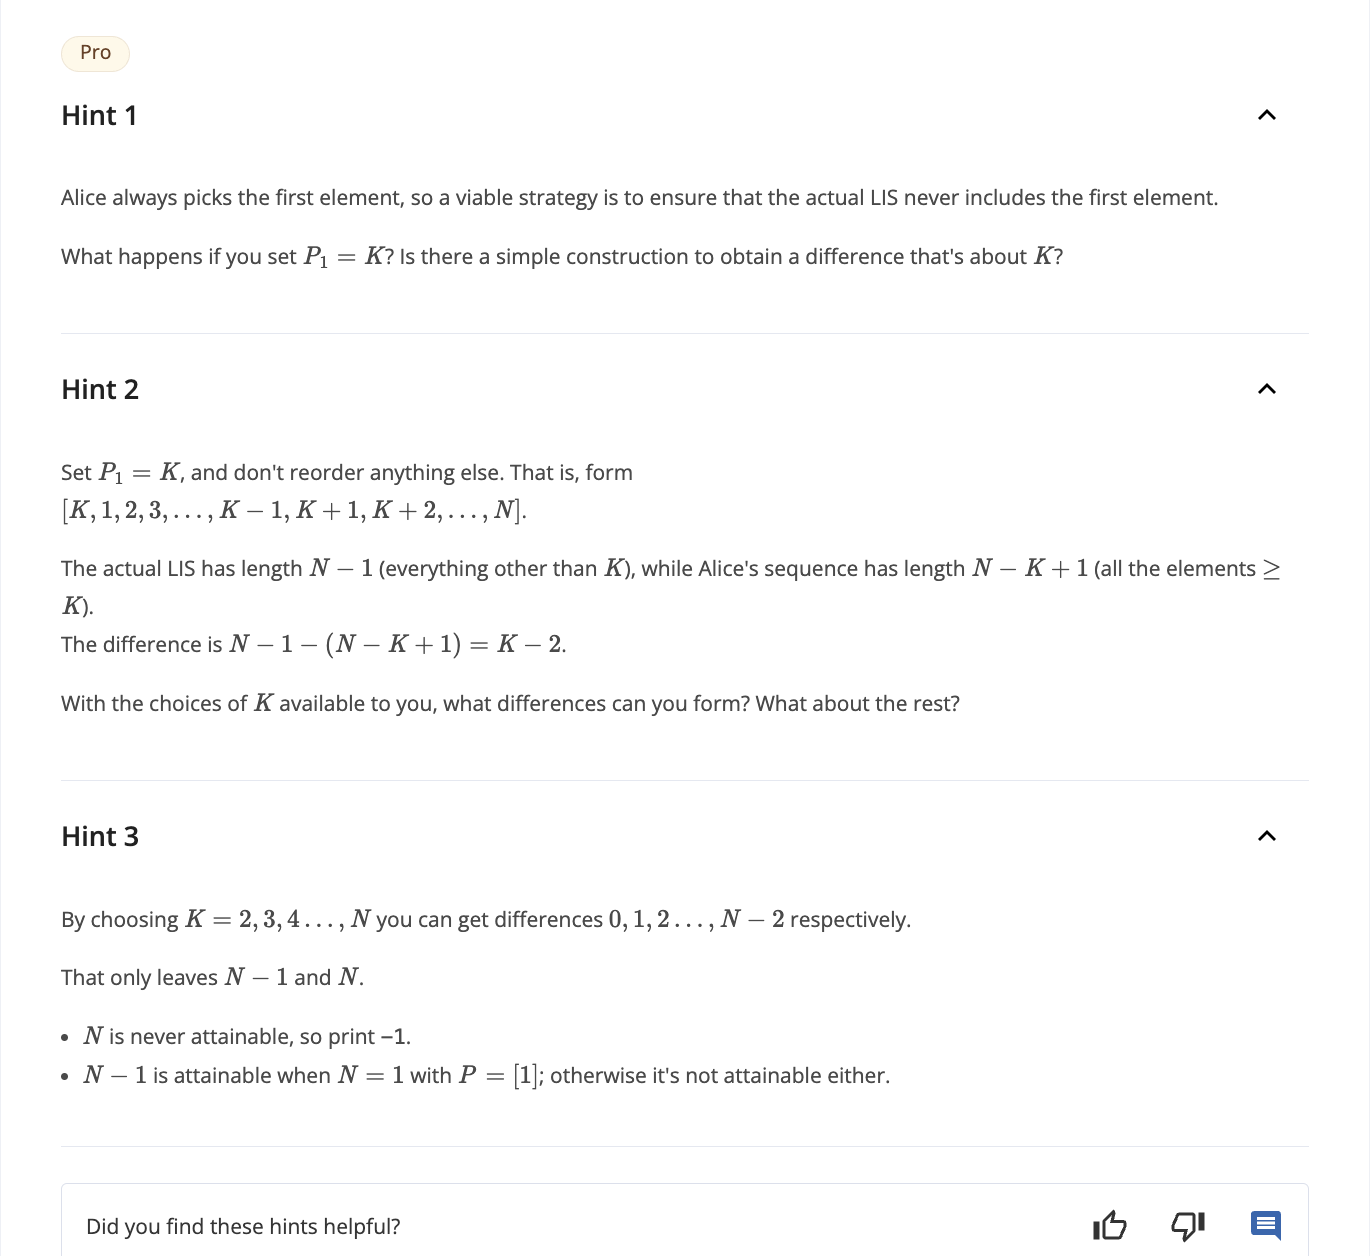 Pro
Hint 1
Alice always picks the first element, so a viable strategy is to ensure that the actual LIS never includes the first element.
What happens if you set P₁ = K? Is there a simple construction to obtain a difference that's about K?
Hint 2
Set P₁ = K, and don't reorder anything else. That is, form
[K, 1, 2, 3, . . . , K − 1, K + 1, K + 2, . . . , N].
The actual LIS has length N − 1 (everything other than K), while Alice's sequence has length N − K + 1 (all the elements ≥
K).
The difference is N − 1 − (N − K + 1) = K − 2.
With the choices of K available to you, what differences can you form? What about the rest?
Hint 3
By choosing K = 2, 3, 4 . . . , N you can get differences 0, 1, 2 . . . , N − 2 respectively.
That only leaves N − 1 and N.
• N is never attainable, so print −1.
• N − 1 is attainable when N = 1 with P = [1]; otherwise it's not attainable either.
Did you find these hints helpful?